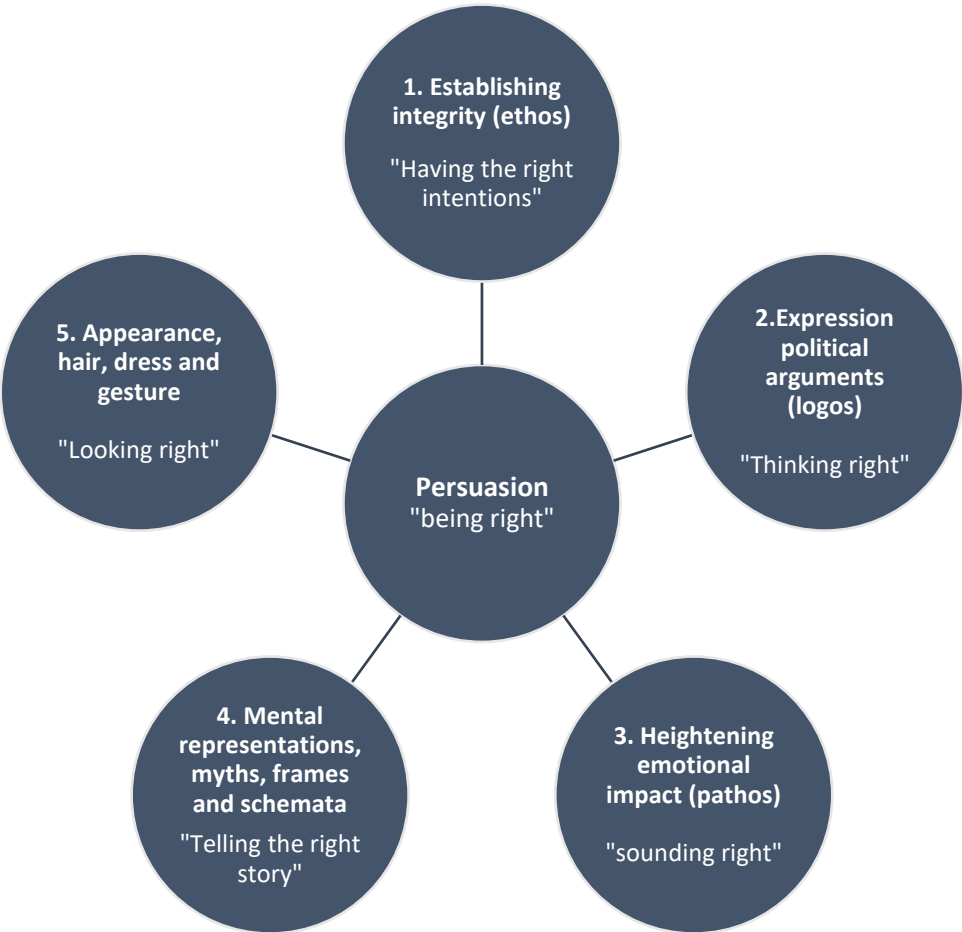 1. Establishing
integrity (ethos)
"Having the right
intentions"
2.Expression
political
arguments
(logos)
"Thinking right"
3. Heightening
emotional
impact (pathos)
"sounding right"
4. Mental
representations,
myths, frames
and schemata
"Telling the right
story"
5. Appearance,
hair, dress and
gesture
"Looking right"
Persuasion
"being right"